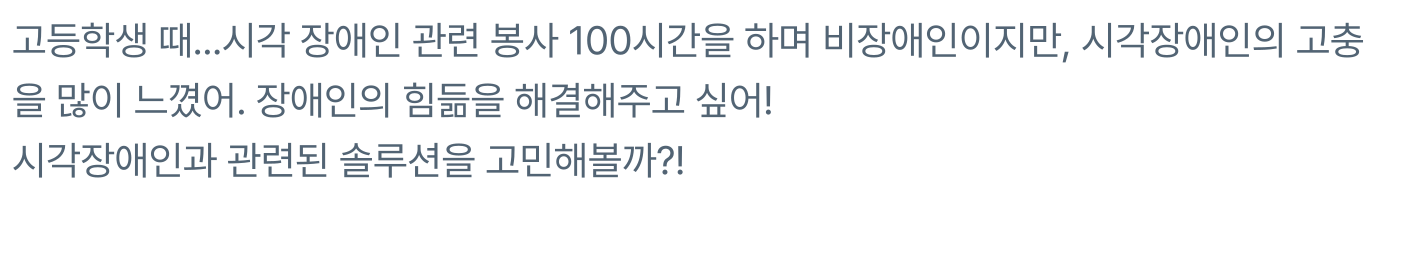 고등학생 때...시각 장애인 관련 봉사 100시간을 하며 비장애인이지만, 시각장애인의 고충
을 많이 느꼈어. 장애인의 힘듦을 해결해주고 싶어!
시각장애인과 관련된 솔루션을 고민해볼까?!